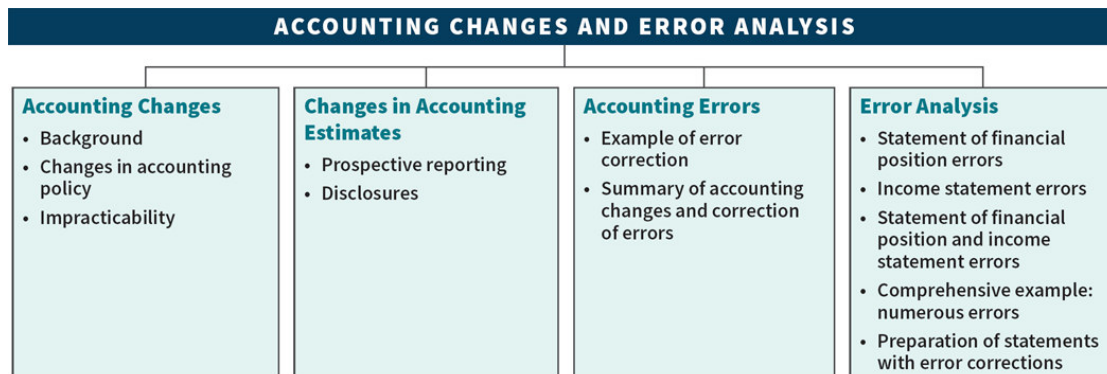 ACCOUNTING CHANGES AND ERROR ANALYSIS
Accounting Changes
• Background
• Changes in accounting
policy
• Impracticability
Changes in Accounting
Estimates
• Prospective reporting
• Disclosures
Accounting Errors
• Example of error
correction
• Summary of accounting
changes and correction
of errors
Error Analysis
• Statement of financial
position errors
• Income statement errors
• Statement of financial
position and income
statement errors
• Comprehensive example:
numerous errors
• Preparation of statements
with error corrections